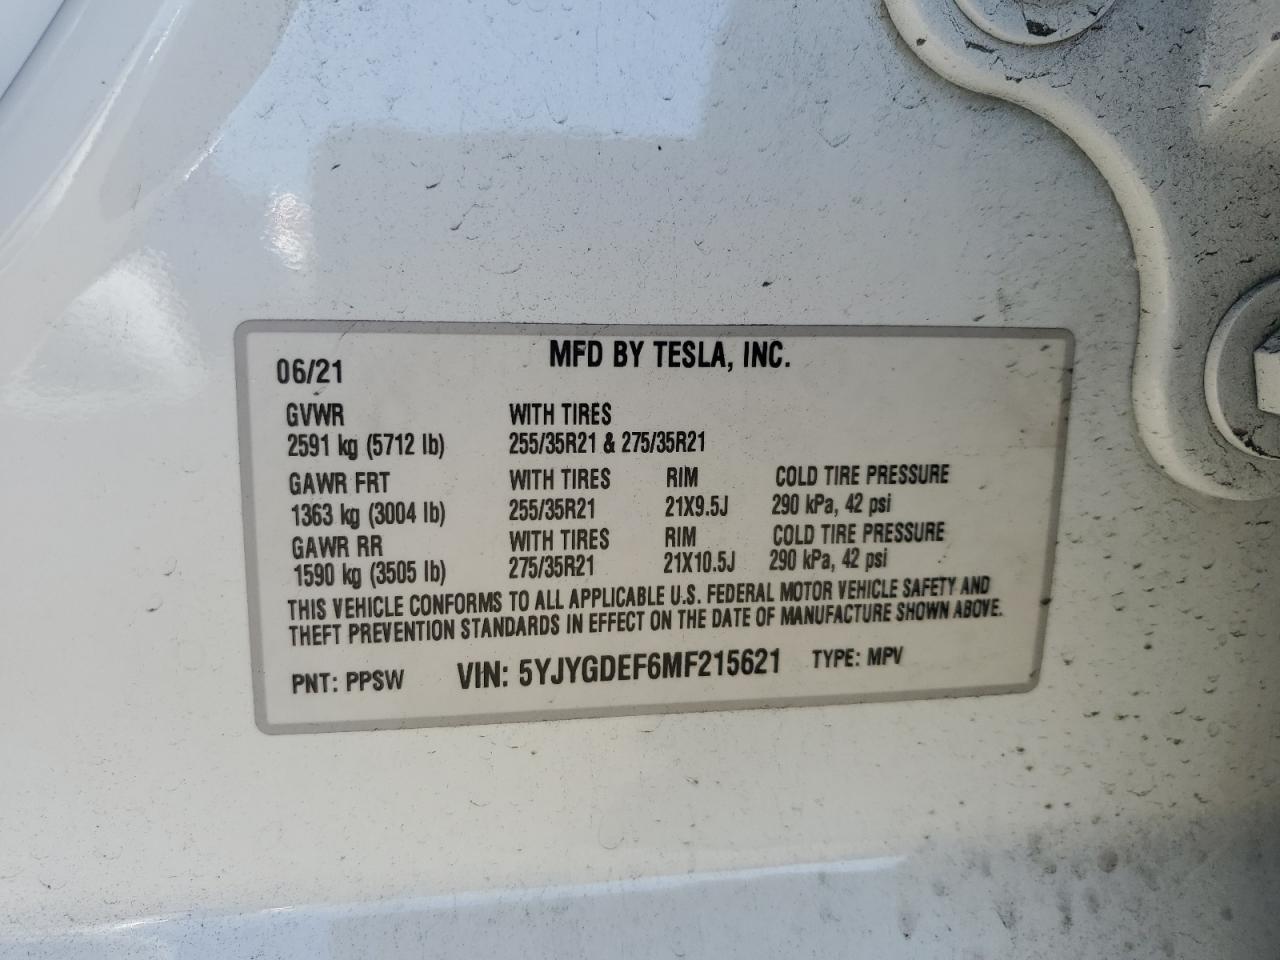 MFD BY TESLA, INC.
06/21
GVWR WITH TIRES
2591 kg (5712 lb) 255/35R21 & 275/35R21
GAWR FRT WITH TIRES RIM COLD TIRE PRESSURE
1363 kg (3004 lb) 255/35R21 21X9.5J 290 kPa, 42 psi
GAWR RR WITH TIRES RIM COLD TIRE PRESSURE
1590 kg (3505 lb) 275/35R21 21X10.5J 290 kPa, 42 psi
THIS VEHICLE CONFORMS TO ALL APPLICABLE U.S. FEDERAL MOTOR VEHICLE SAFETY AND
THEFT PREVENTION STANDARDS IN EFFECT ON THE DATE OF MANUFACTURE SHOWN ABOVE.
PNT: PPSW VIN: 5YJYGDEF6MF215621 TYPE: MPV